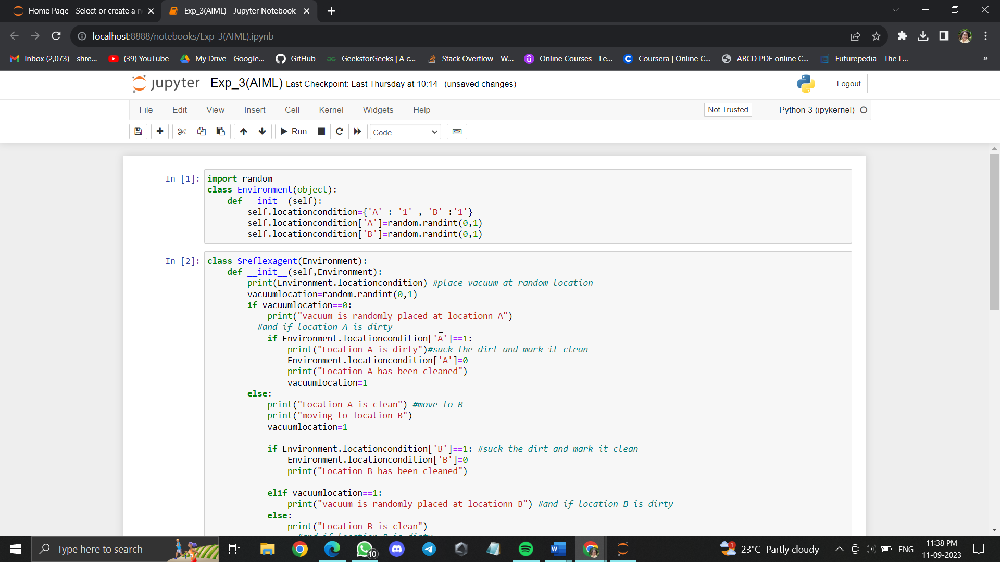 Home Page - Select or create a n
Exp_3(AIML) - Jupyter Notebook
localhost:8888/notebooks/Exp_3(AIML).ipynb
Inbox (2,073) - shre... (39) YouTube My Drive - Google... GitHub GeeksforGeeks | A c... Stack Overflow - W... Online Courses - Le... Coursera | Online C... ABCD PDF online C... Futurepedia - The L... »
jupyter Exp_3(AIML) Last Checkpoint: Last Thursday at 10:14 (unsaved changes) Logout
File Edit View Insert Cell Kernel Widgets Help Not Trusted Python 3 (ipykernel)
Run Code
In [1]: import random
class Environment(object):
    def __init__(self):
        self.locationcondition={'A' : '1' , 'B' :'1'}
        self.locationcondition['A']=random.randint(0,1)
        self.locationcondition['B']=random.randint(0,1)
In [2]: class Sreflexagent(Environment):
    def __init__(self,Environment):
        print(Environment.locationcondition) #place vacuum at random location
        vacuumlocation=random.randint(0,1)
        if vacuumlocation==0:
            print("vacuum is randomly placed at locationn A")
          #and if location A is dirty
            if Environment.locationcondition['A']==1:
                print("Location A is dirty")#suck the dirt and mark it clean
                Environment.locationcondition['A']=0
                print("Location A has been cleaned")
                vacuumlocation=1
        else:
            print("Location A is clean") #move to B
            print("moving to location B")
            vacuumlocation=1
            if Environment.locationcondition['B']==1: #suck the dirt and mark it clean
                Environment.locationcondition['B']=0
                print("Location B has been cleaned")
            elif vacuumlocation==1:
                print("vacuum is randomly placed at locationn B") #and if location B is dirty
            else:
                print("Location B is clean")
                  #and if location B is dirty
Type here to search
10
1
23°C Partly cloudy
ENG
11:38 PM
11-09-2023